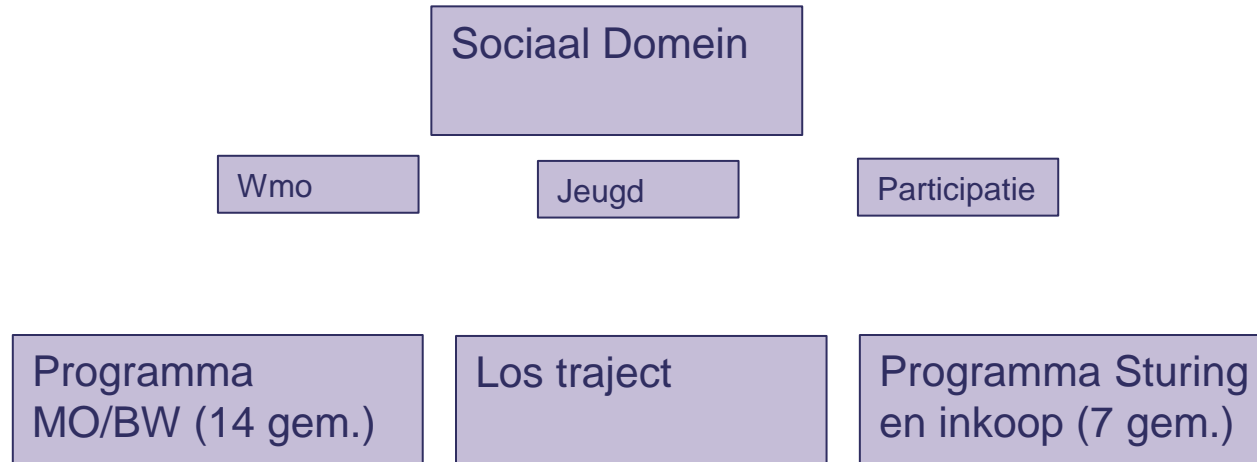 Sociaal Domein
Wmo
Jeugd
Participatie
Programma
MO/BW (14 gem.)
Los traject
Programma Sturing
en inkoop (7 gem.)